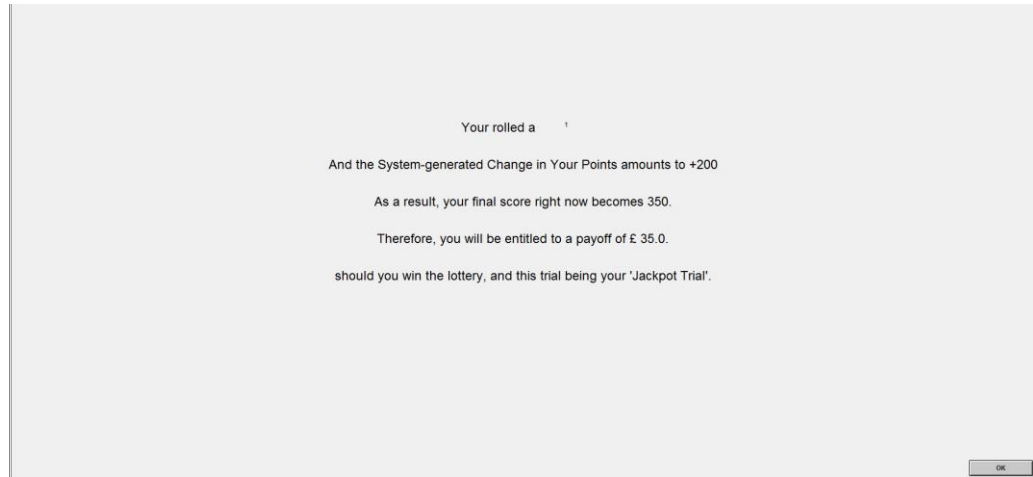 Your rolled a 1
And the System-generated Change in Your Points amounts to +200
As a result, your final score right now becomes 350.
Therefore, you will be entitled to a payoff of £ 35.0.
should you win the lottery, and this trial being your 'Jackpot Trial'.
OK